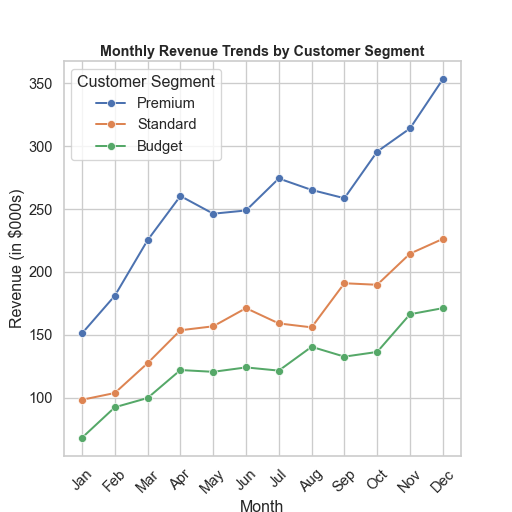 Monthly Revenue Trends by Customer Segment
Customer Segment
Premium
Standard
Budget
Revenue (in $000s)
350
300
250
200
150
100
Jan Feb Mar Apr May Jun Jul Aug Sep Oct Nov Dec
Month